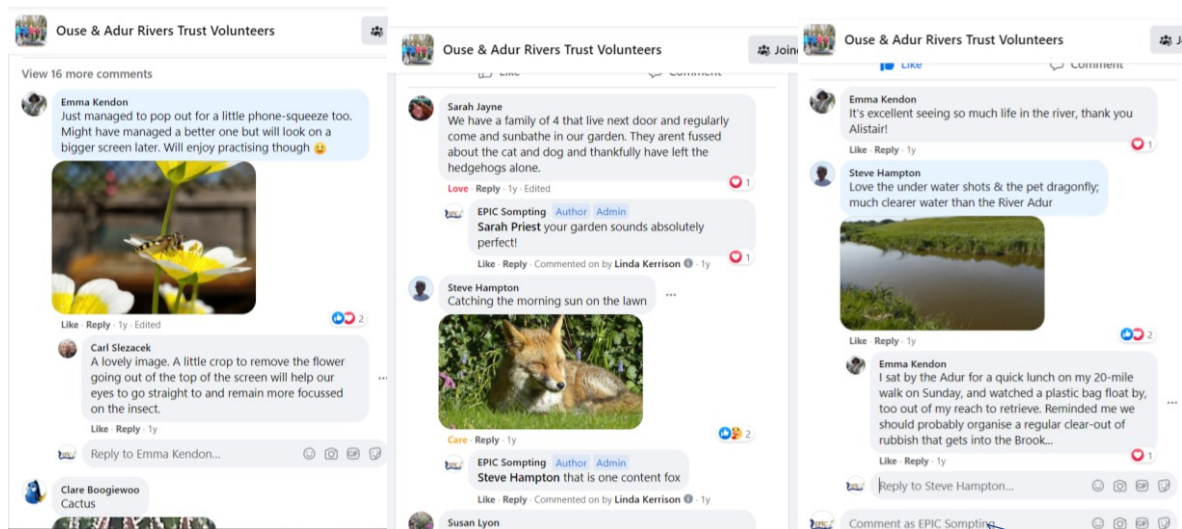 Ouse & Adur Rivers Trust Volunteers
View 16 more comments
Emma Kendon
Just managed to pop out for a little phone-squeeze too.
Might have managed a better one but will look on a
bigger screen later. Will enjoy practising though
Like · Reply · 1y · Edited
2
Carl Slezacek
A lovely image. A little crop to remove the flower
going out of the top of the screen will help our
eyes to go straight to and remain more focussed
on the insect.
Like · Reply · 1y
Reply to Emma Kendon...
GIF
Clare Boogiewoo
Cactus
Ouse & Adur Rivers Trust Volunteers
Joine
Like
Comment
Sarah Jayne
We have a family of 4 that live next door and regularly
come and sunbathe in our garden. They arent fussed
about the cat and dog and thankfully have left the
hedgehogs alone.
Love · Reply · 1y · Edited
1
EPIC Sompting Author Admin
Sarah Priest your garden sounds absolutely
perfect!
Like · Reply · Commented on by Linda Kerrison · 1y
1
Steve Hampton
Catching the morning sun on the lawn
Care · Reply · 1y
2
EPIC Sompting Author Admin
Steve Hampton that is one content fox
Like · Reply · Commented on by Linda Kerrison · 1y
Susan Lyon
Ouse & Adur Rivers Trust Volunteers
J
Like
Comment
Emma Kendon
It's excellent seeing so much life in the river, thank you
Alistair!
Like · Reply · 1y
1
Steve Hampton
Love the under water shots & the pet dragonfly;
much clearer water than the River Adur
Like · Reply · 1y
2
Emma Kendon
I sat by the Adur for a quick lunch on my 20-mile
walk on Sunday, and watched a plastic bag float by,
too out of my reach to retrieve. Reminded me we
should probably organise a regular clear-out of
rubbish that gets into the Brook...
Like · Reply · 1y
1
Reply to Steve Hampton...
GIF
Comment as EPIC Sompting
GIF